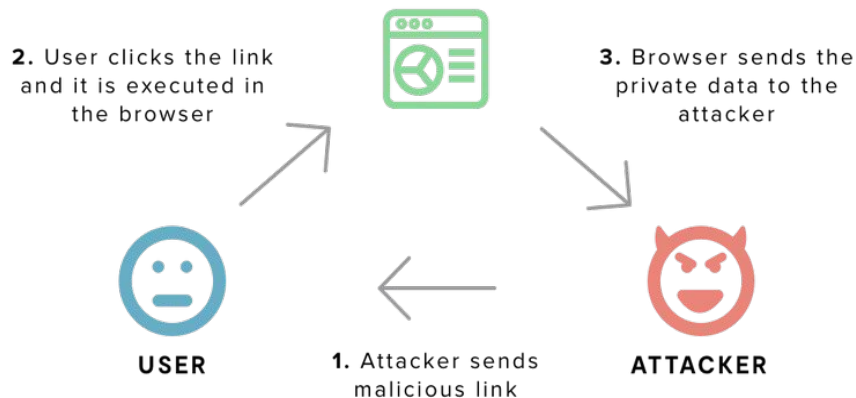 2. User clicks the link
and it is executed in
the browser
3. Browser sends the
private data to the
attacker
USER
1. Attacker sends
malicious link
ATTACKER